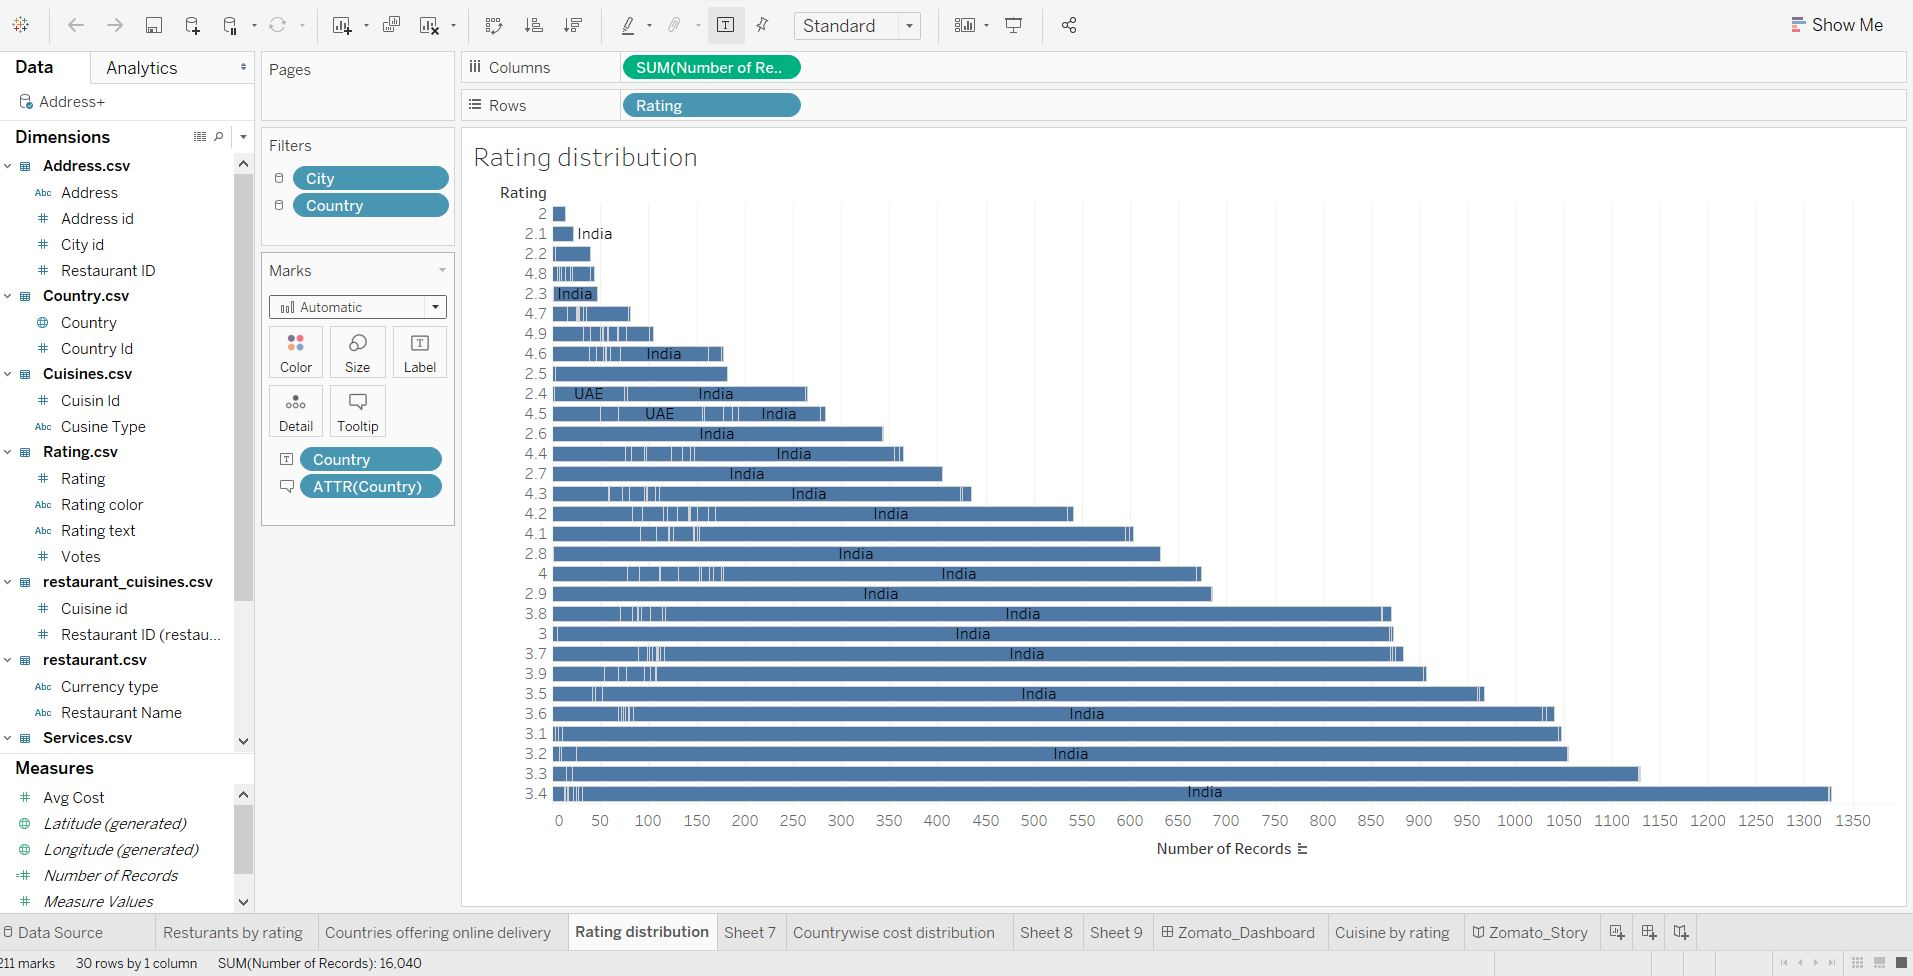 Standard
Show Me
Data
Analytics
Address+
Dimensions
Address.csv
Abc Address
# Address id
# City id
# Restaurant ID
Country.csv
Country
# Country Id
Cuisines.csv
# Cuisin Id
Abc Cusine Type
Rating.csv
# Rating
Abc Rating color
Abc Rating text
# Votes
restaurant_cuisines.csv
# Cuisine id
# Restaurant ID (restau...
restaurant.csv
Abc Currency type
Abc Restaurant Name
Services.csv
Measures
# Avg Cost
Latitude (generated)
Longitude (generated)
=# Number of Records
# Measure Values
Pages
Filters
City
Country
Marks
Automatic
Color
Size
T Label
Detail
Tooltip
T Country
ATTR(Country)
iii Columns
SUM(Number of Re..
Rows
Rating
Rating distribution
Rating
2
2.1 India
2.2
4.8
2.3 India
4.7
4.9
4.6 India
2.5
2.4 UAE India
4.5 UAE India
2.6 India
4.4 India
2.7 India
4.3 India
4.2 India
4.1
2.8 India
4 India
2.9 India
3.8 India
3 India
3.7 India
3.9
3.5 India
3.6 India
3.1
3.2 India
3.3
3.4 India
0 50 100 150 200 250 300 350 400 450 500 550 600 650 700 750 800 850 900 950 1000 1050 1100 1150 1200 1250 1300 1350
Number of Records
Data Source
Resturants by rating
Countries offering online delivery
Rating distribution
Sheet 7
Countrywise cost distribution
Sheet 8
Sheet 9
Zomato_Dashboard
Cuisine by rating
Zomato_Story
211 marks 30 rows by 1 column SUM(Number of Records): 16,040